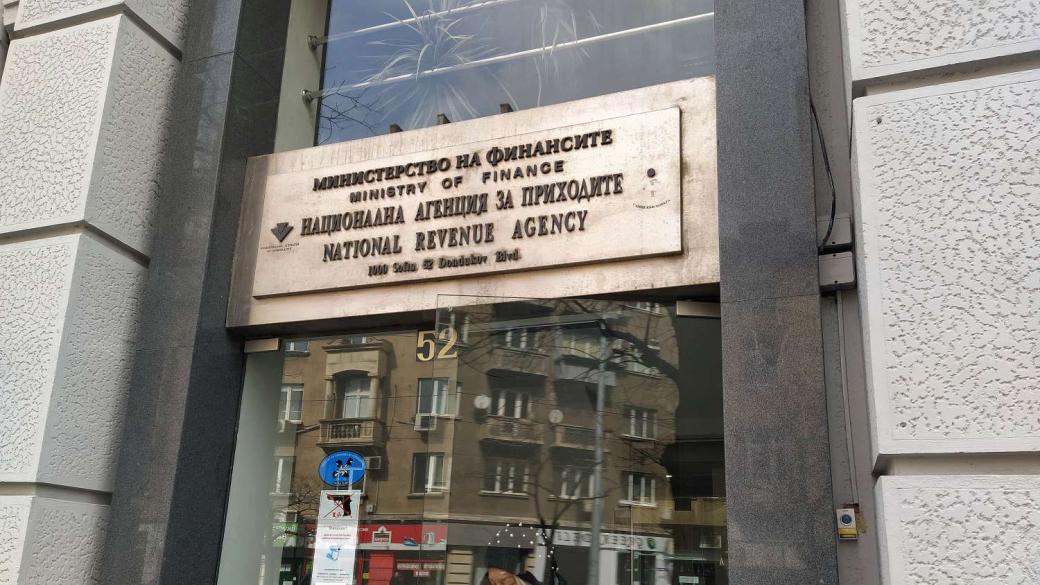 МИНИСТЕРСТВО НА ФИНАНСИТЕ
MINISTRY OF FINANCE
НАЦИОНАЛНА АГЕНЦИЯ ЗА ПРИХОДИТЕ
NATIONAL REVENUE AGENCY
1000 Sofia 52 Dondukov Blvd
52